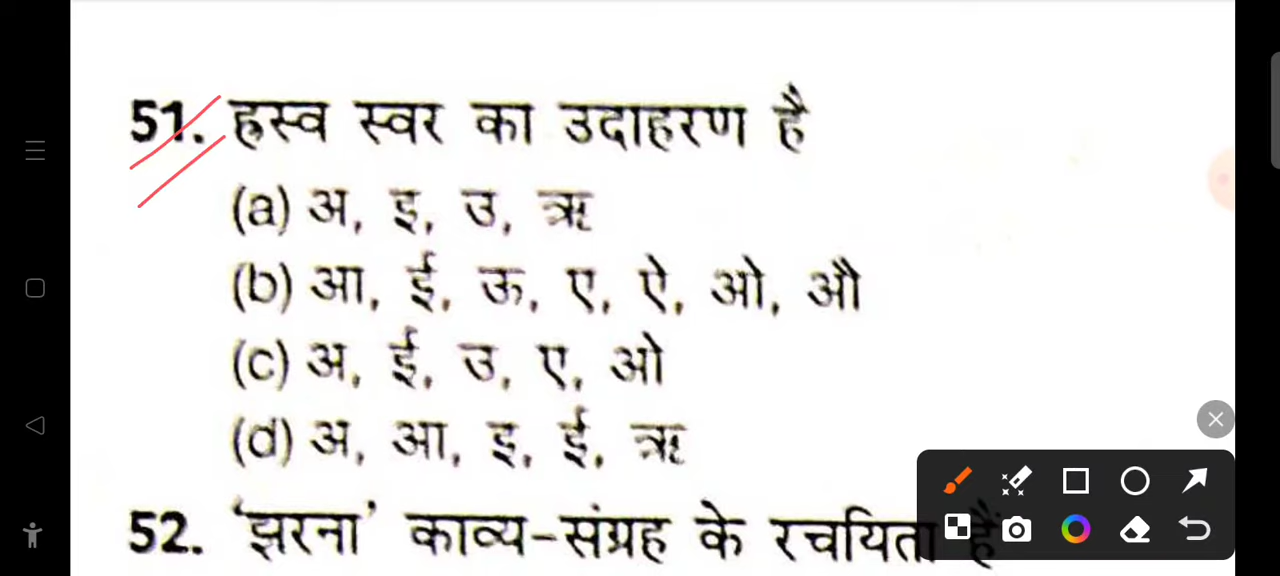 51. ह्रस्व स्वर का उदाहरण है
(a) अ, इ, उ, ऋ
(b) आ, ई, ऊ, ए, ऐ, ओ, औ
(c) अ, ई, उ, ए, ओ
(d) अ, आ, इ, ई, ऋ
52. 'झरना' काव्य-संग्रह के रचयिता हैं